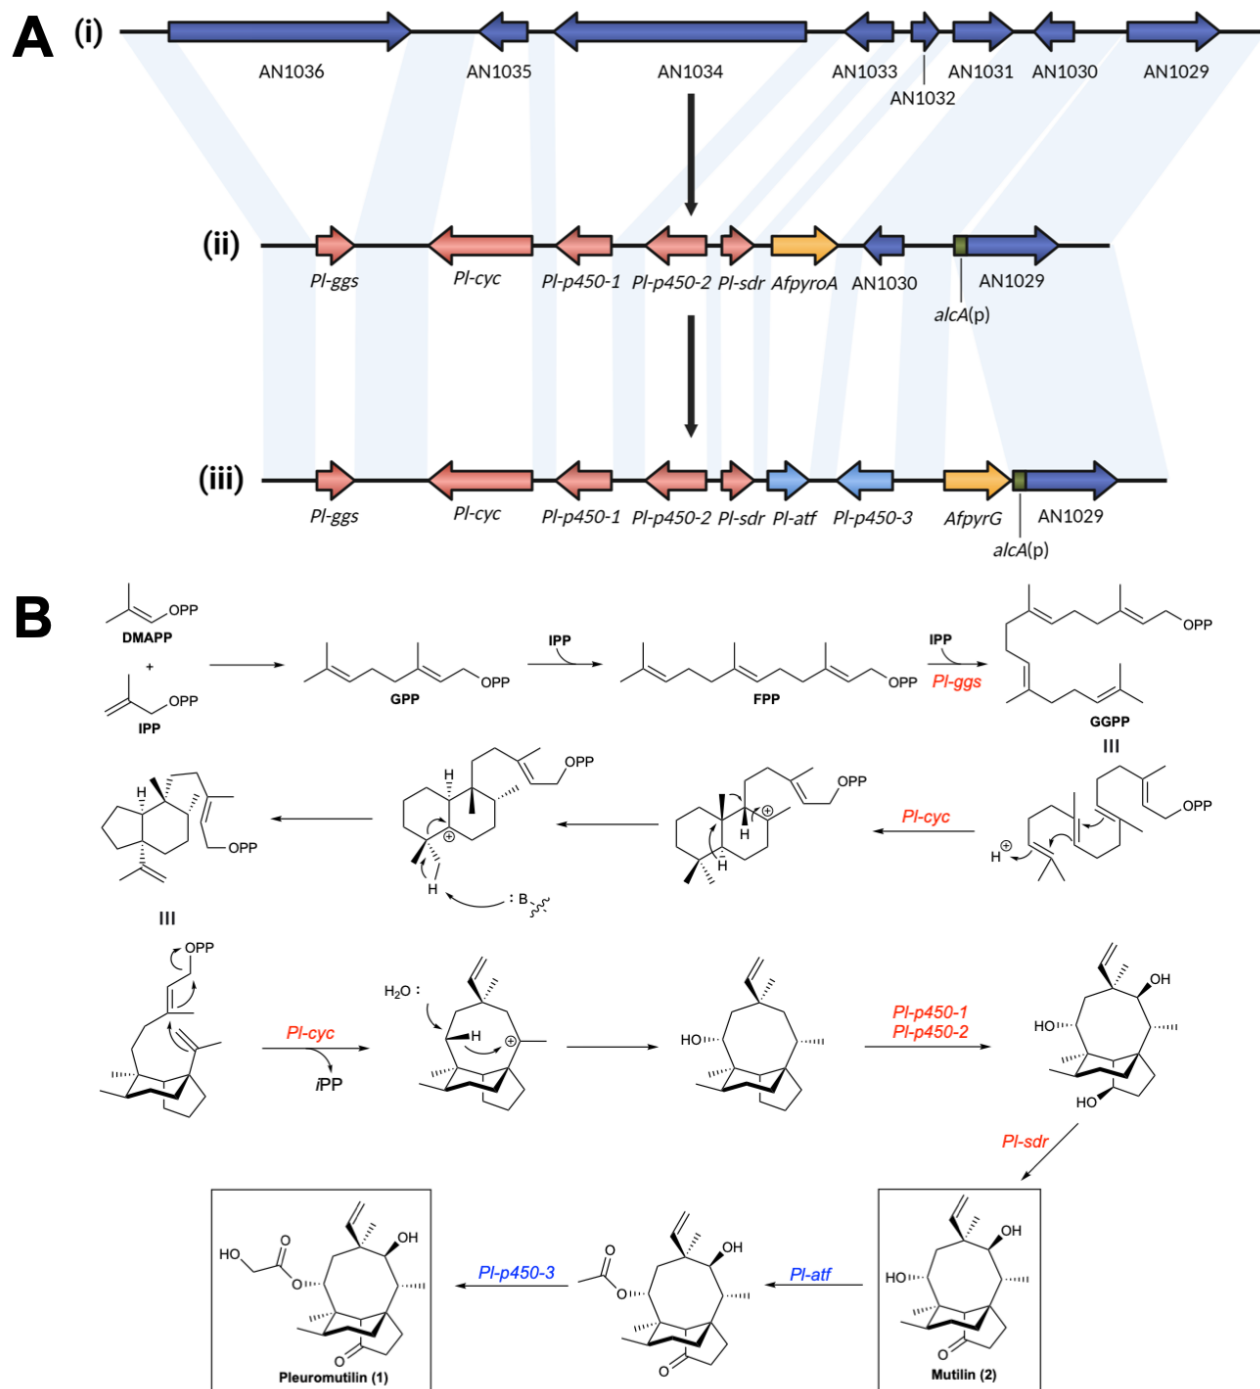 A (i)
AN1036 AN1035 AN1034 AN1033 AN1031 AN1030 AN1029
AN1032
(ii)
Pl-ggs Pl-cyc Pl-p450-1 Pl-p450-2 Pl-sdr AfpyroA AN1030 AN1029
alcA(p)
(iii)
Pl-ggs Pl-cyc Pl-p450-1 Pl-p450-2 Pl-sdr Pl-atf Pl-p450-3 AfpyrG AN1029
alcA(p)
B
OPP
DMAPP
+
OPP
IPP
OPP
GPP
IPP
OPP
FPP
IPP
Pl-ggs
OPP
GGPP
III
H
OPP
III
H
OPP
⊕
H
:B
OPP
⊕
H
H
Pl-cyc
OPP
H⊕
OPP
Pl-cyc
iPP
H₂O:
H
⊕
HO
Pl-p450-1
Pl-p450-2
OH
HO
HO
Pl-sdr
HO
O
O
OH
O
Pleuromutilin (1)
Pl-p450-3
O
O
OH
O
Pl-atf
OH
HO
O
Mutilin (2)